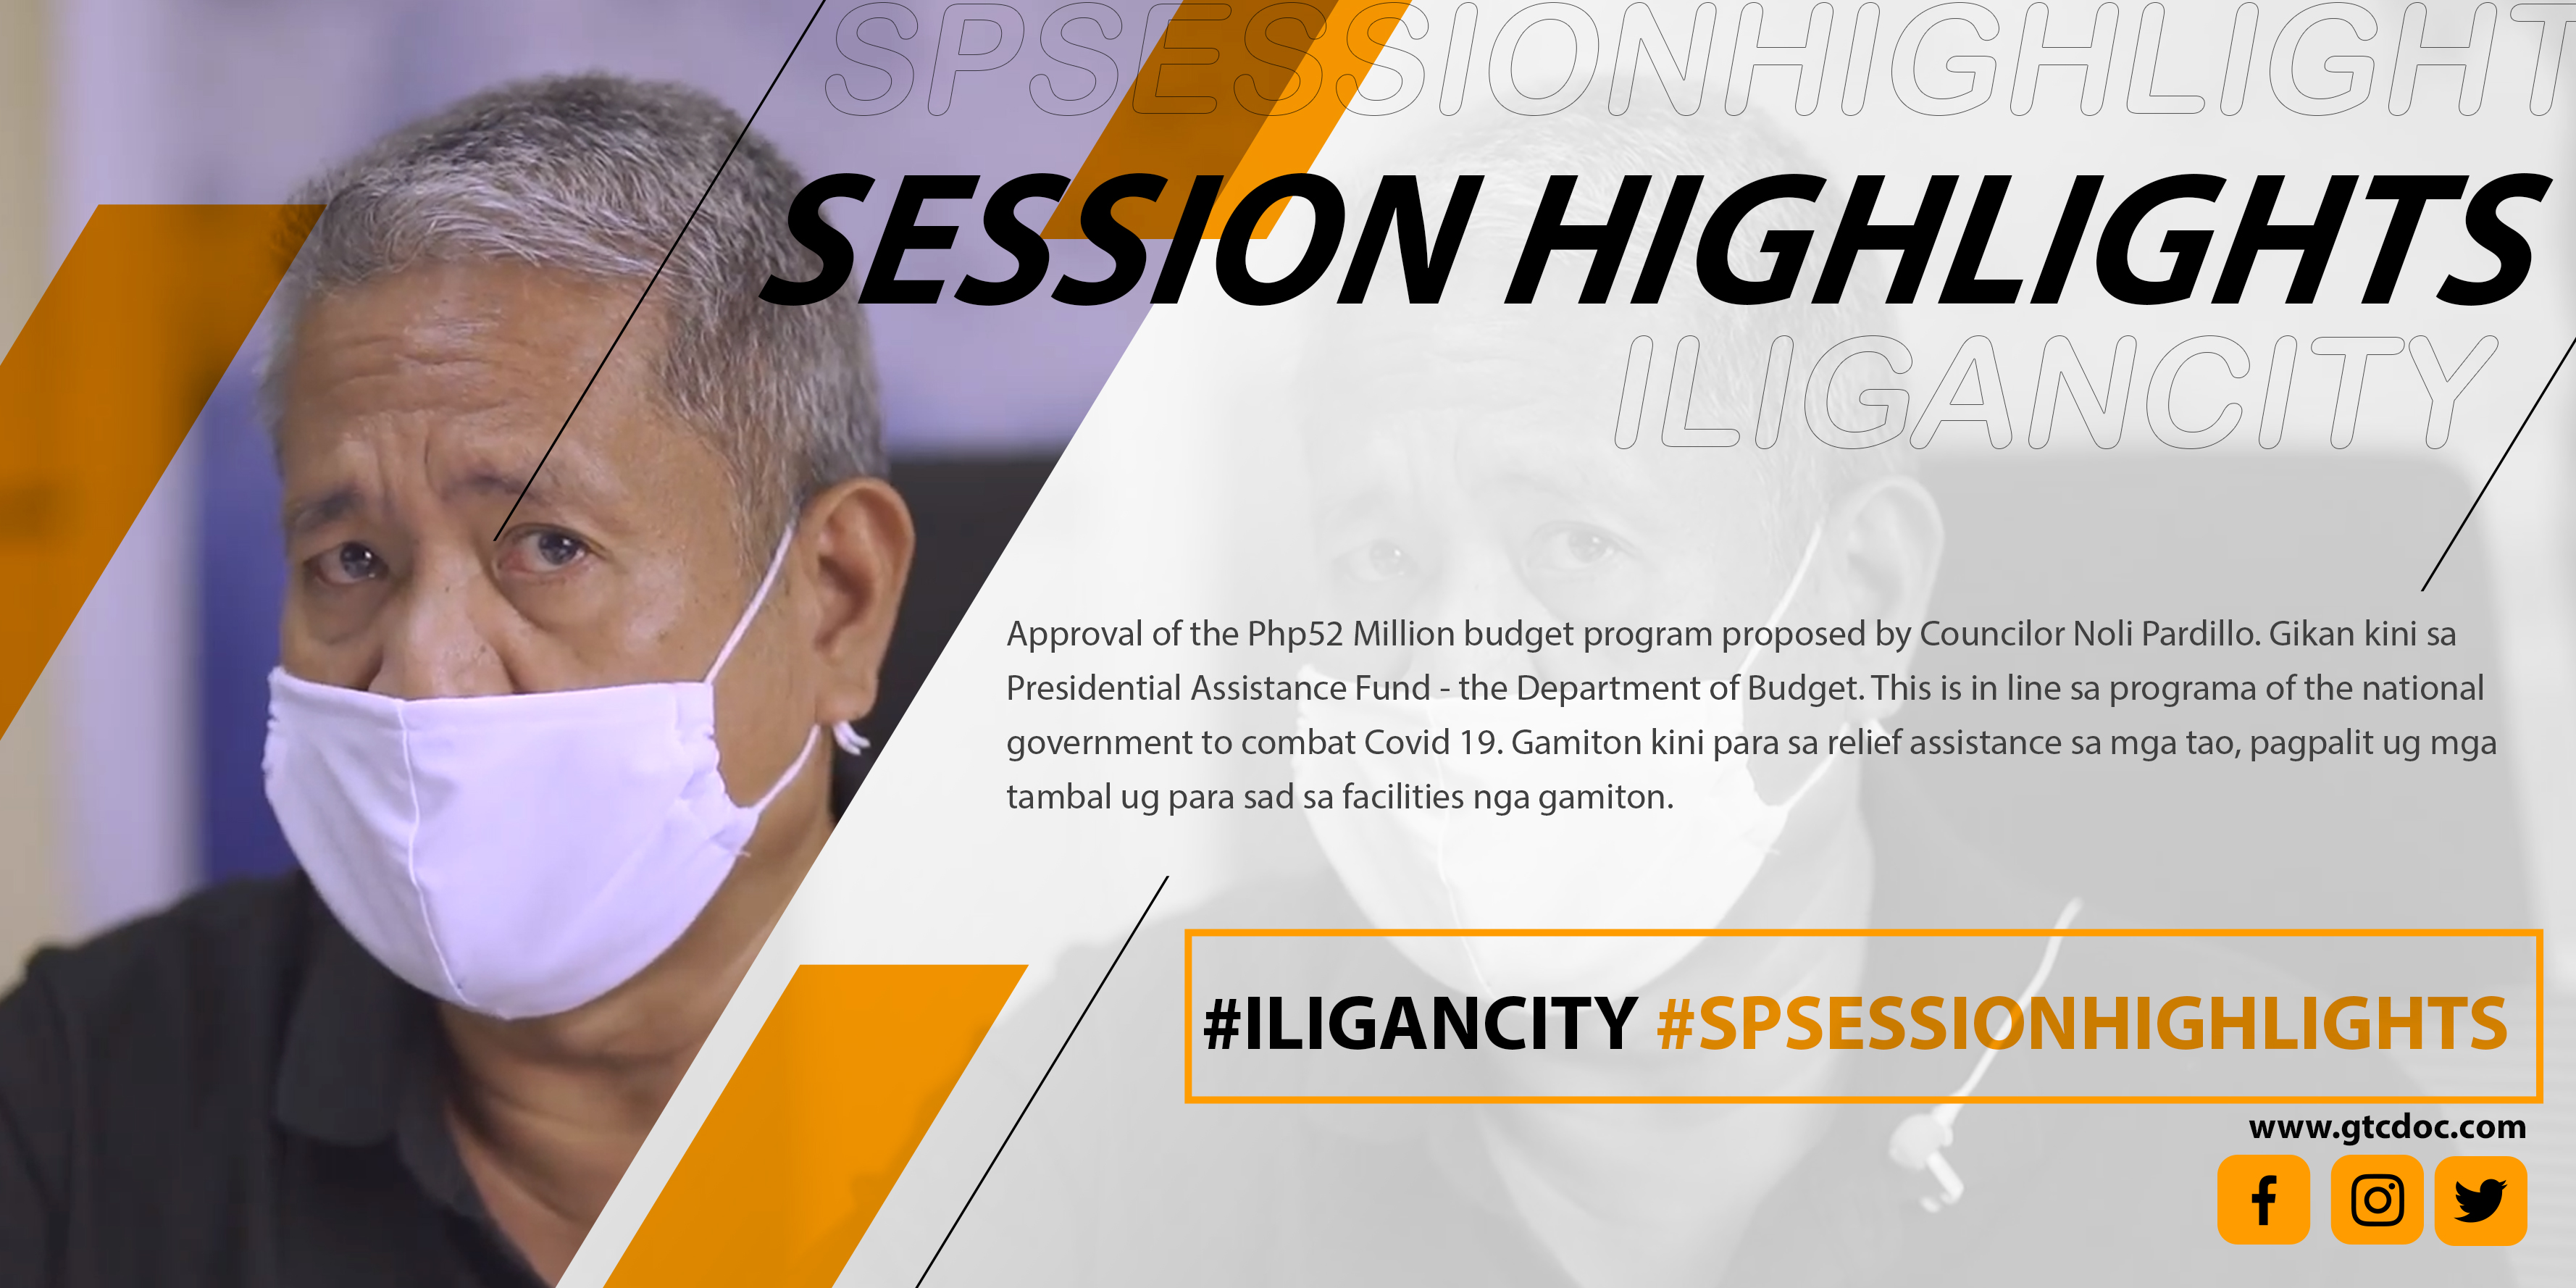 SPSESSIONHIGHLIGHT
SESSION HIGHLIGHTS
ILIGANCITY
Approval of the Php52 Million budget program proposed by Councilor Noli Pardillo. Gikan kini sa
Presidential Assistance Fund - the Department of Budget. This is in line sa programa of the national
government to combat Covid 19. Gamiton kini para sa relief assistance sa mga tao, pagpalit ug mga
tambal ug para sad sa facilities nga gamiton.
#ILIGANCITY #SPSESSIONHIGHLIGHTS
www.gtcdoc.com